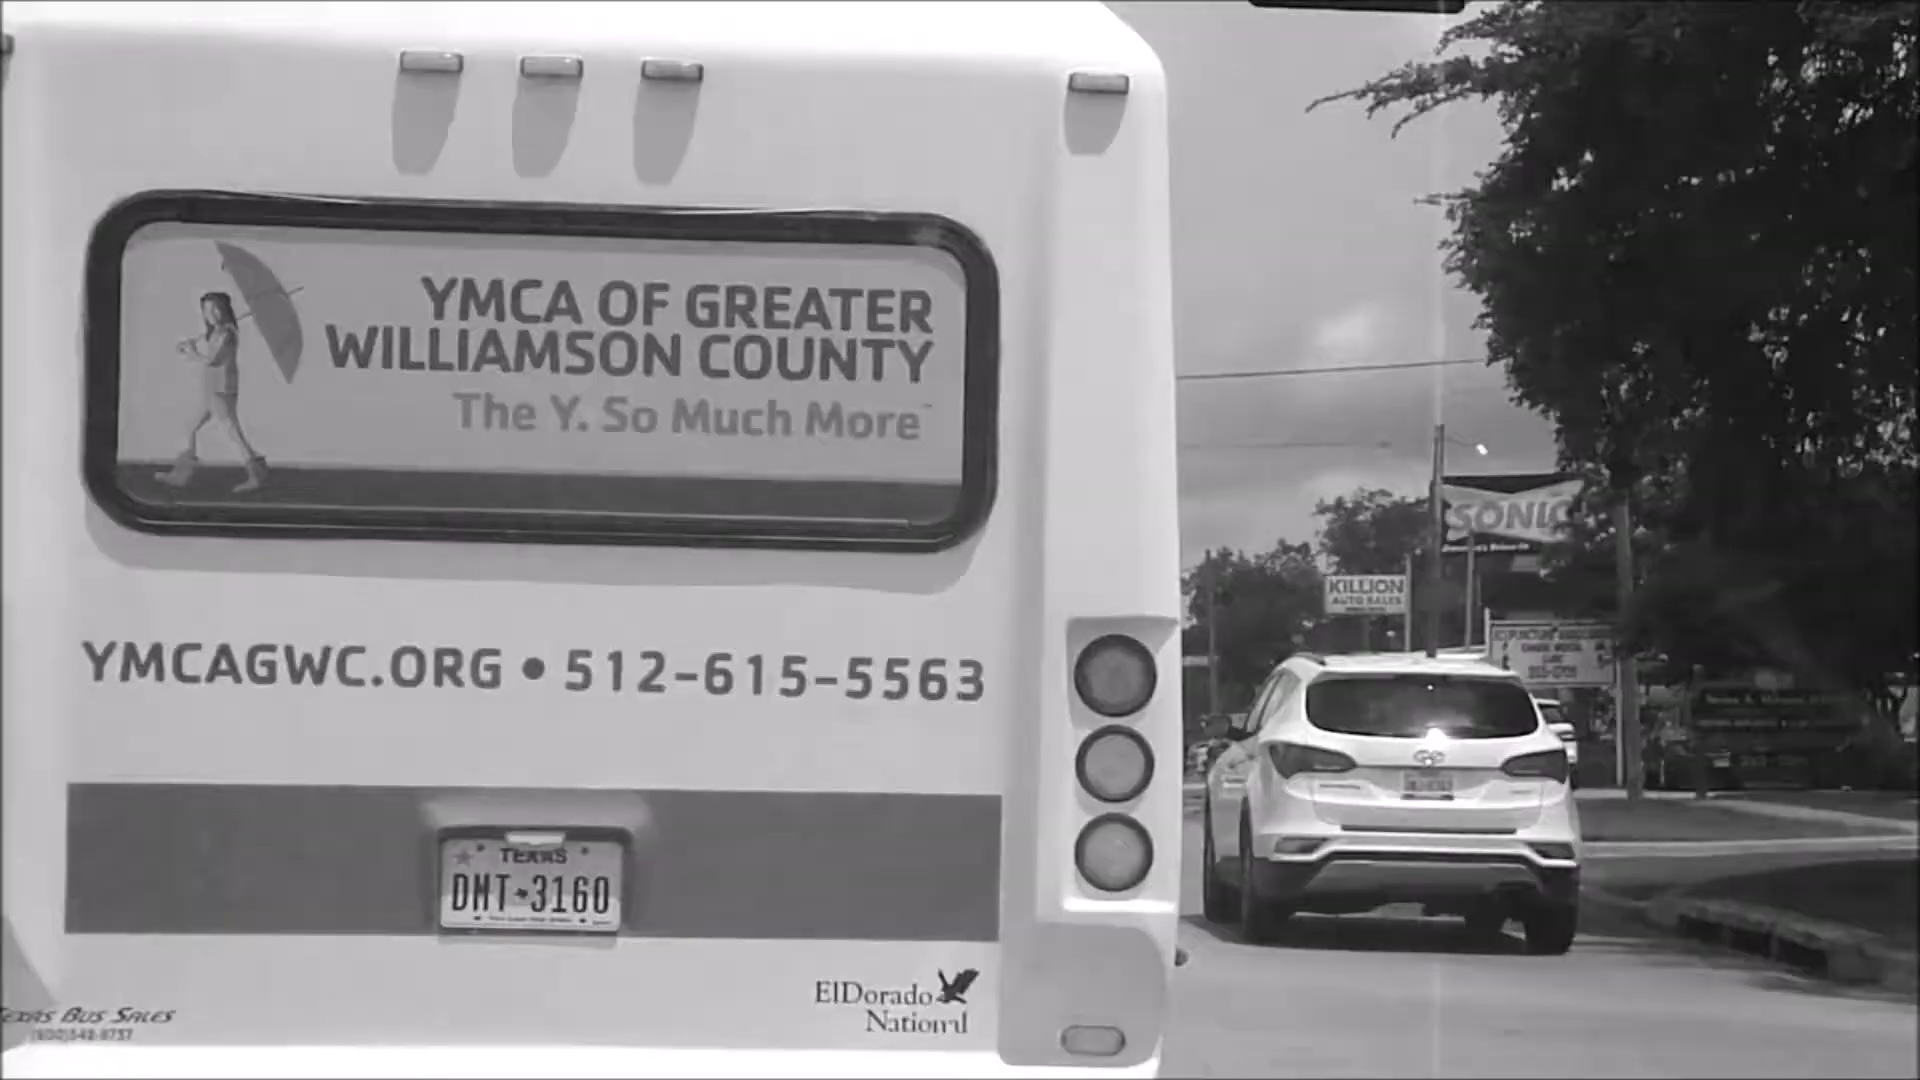 YMCA OF GREATER
WILLIAMSON COUNTY
The Y. So Much More™
YMCAGWC.ORG • 512-615-5563
TEXAS
DMT★3160
ElDorado
National
TEXAS BUS SALES
SONIC
KILLION
AUTO SALES